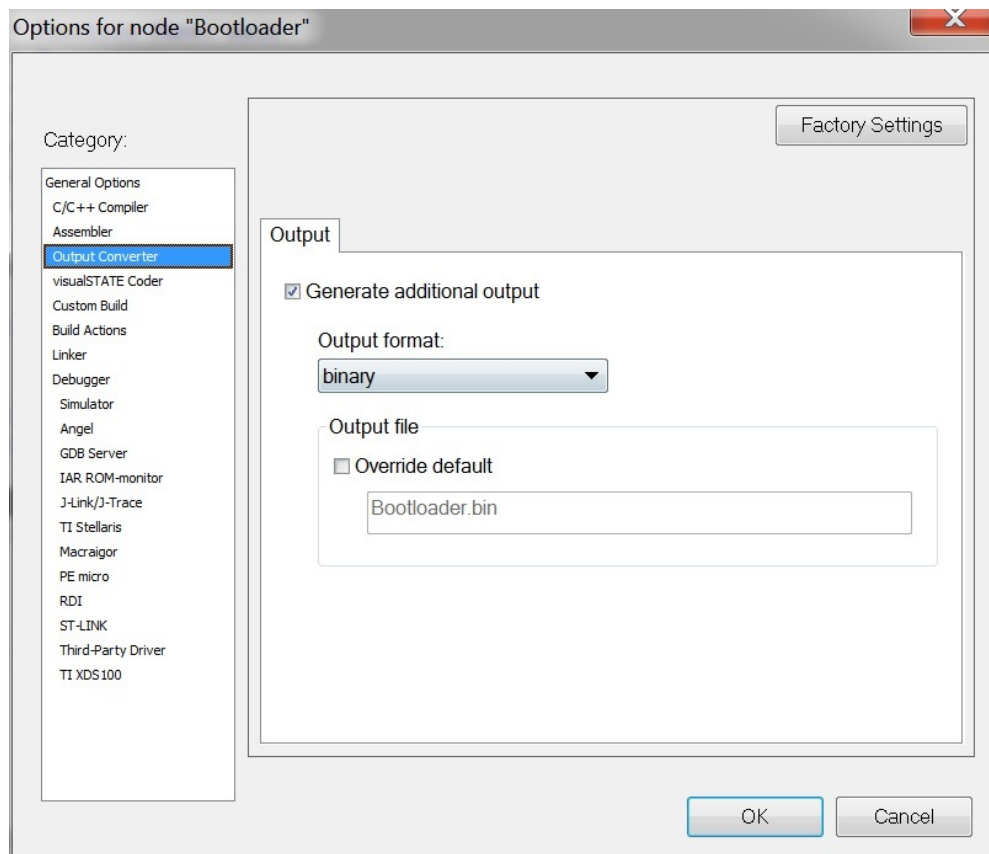 Options for node "Bootloader"
X
Category:
Factory Settings
General Options
C/C++ Compiler
Assembler
Output Converter
visualSTATE Coder
Custom Build
Build Actions
Linker
Debugger
Simulator
Angel
GDB Server
IAR ROM-monitor
J-Link/J-Trace
TI Stellaris
Macraigor
PE micro
RDI
ST-LINK
Third-Party Driver
TI XDS100
Output
Generate additional output
Output format:
binary
Output file
Override default
Bootloader.bin
OK
Cancel